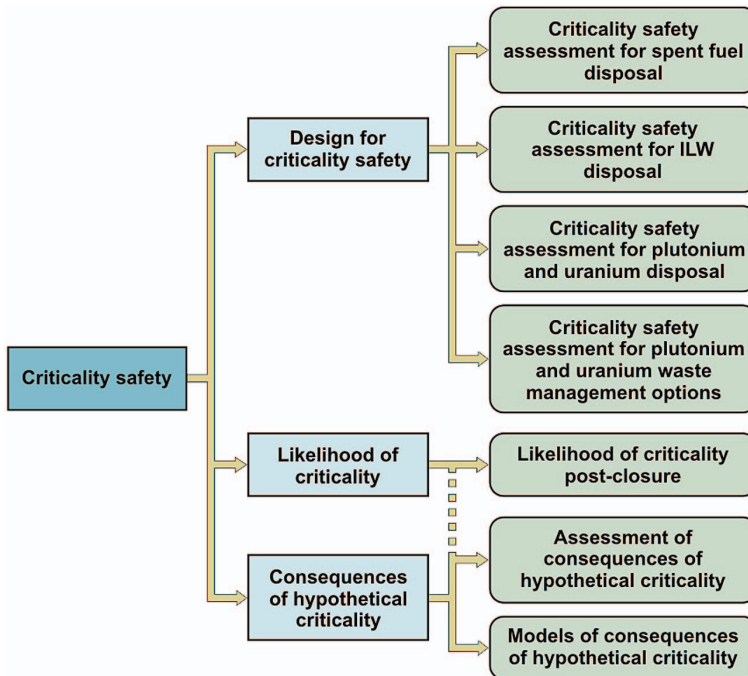 Criticality safety
assessment for spent fuel
disposal
Design for
criticality safety
Criticality safety
assessment for ILW
disposal
Criticality safety
assessment for plutonium
and uranium disposal
Criticality safety
assessment for plutonium
and uranium waste
management options
Criticality safety
Likelihood of
criticality
Likelihood of criticality
post-closure
Consequences
of hypothetical
criticality
Assessment of
consequences of
hypothetical criticality
Models of consequences
of hypothetical criticality